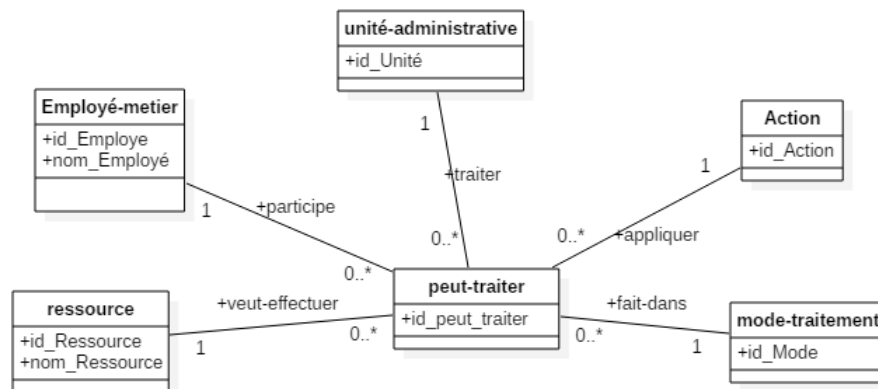 unité-administrative
+id_Unité
Employé-metier
+id_Employe
+nom_Employé
Action
+id_Action
1
1
+traiter
+participe
1
0..*
0..*
+appliquer
0..*
peut-traiter
+id_peut_traiter
ressource
+id_Ressource
+nom_Ressource
+veut-effectuer
1
0..*
+fait-dans
0..*
1
mode-traitement
+id_Mode